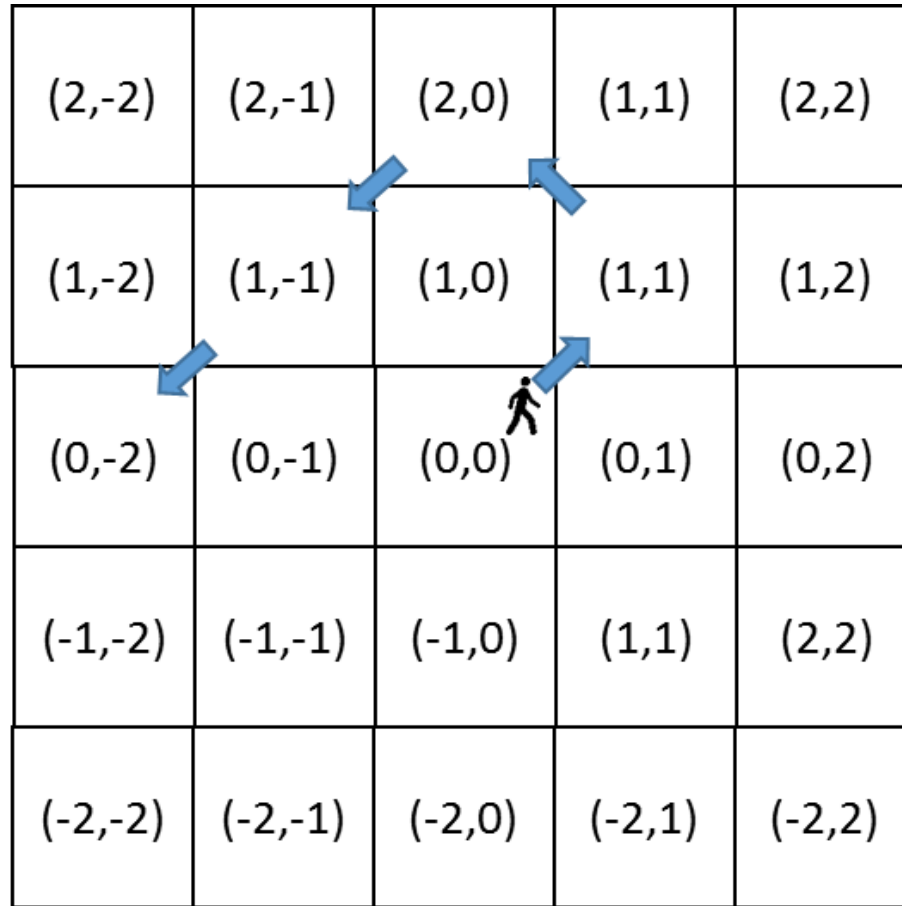 (2,-2) (2,-1) (2,0) (1,1) (2,2)
(1,-2) (1,-1) (1,0) (1,1) (1,2)
(0,-2) (0,-1) (0,0) (0,1) (0,2)
(-1,-2) (-1,-1) (-1,0) (1,1) (2,2)
(-2,-2) (-2,-1) (-2,0) (-2,1) (-2,2)